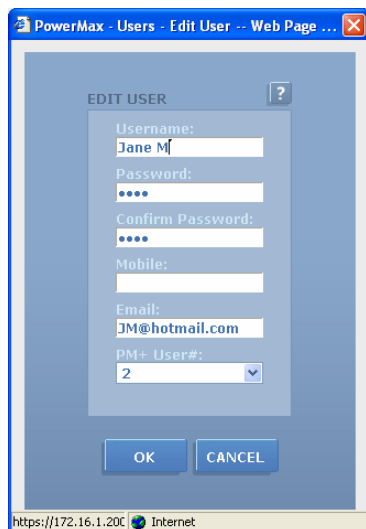 PowerMax - Users - Edit User -- Web Page ...
EDIT USER
?
Username:
Jane M
Password:
••••
Confirm Password:
••••
Mobile:
Email:
JM@hotmail.com
PM+ User#:
2
OK
CANCEL
https://172.16.1.200 Internet